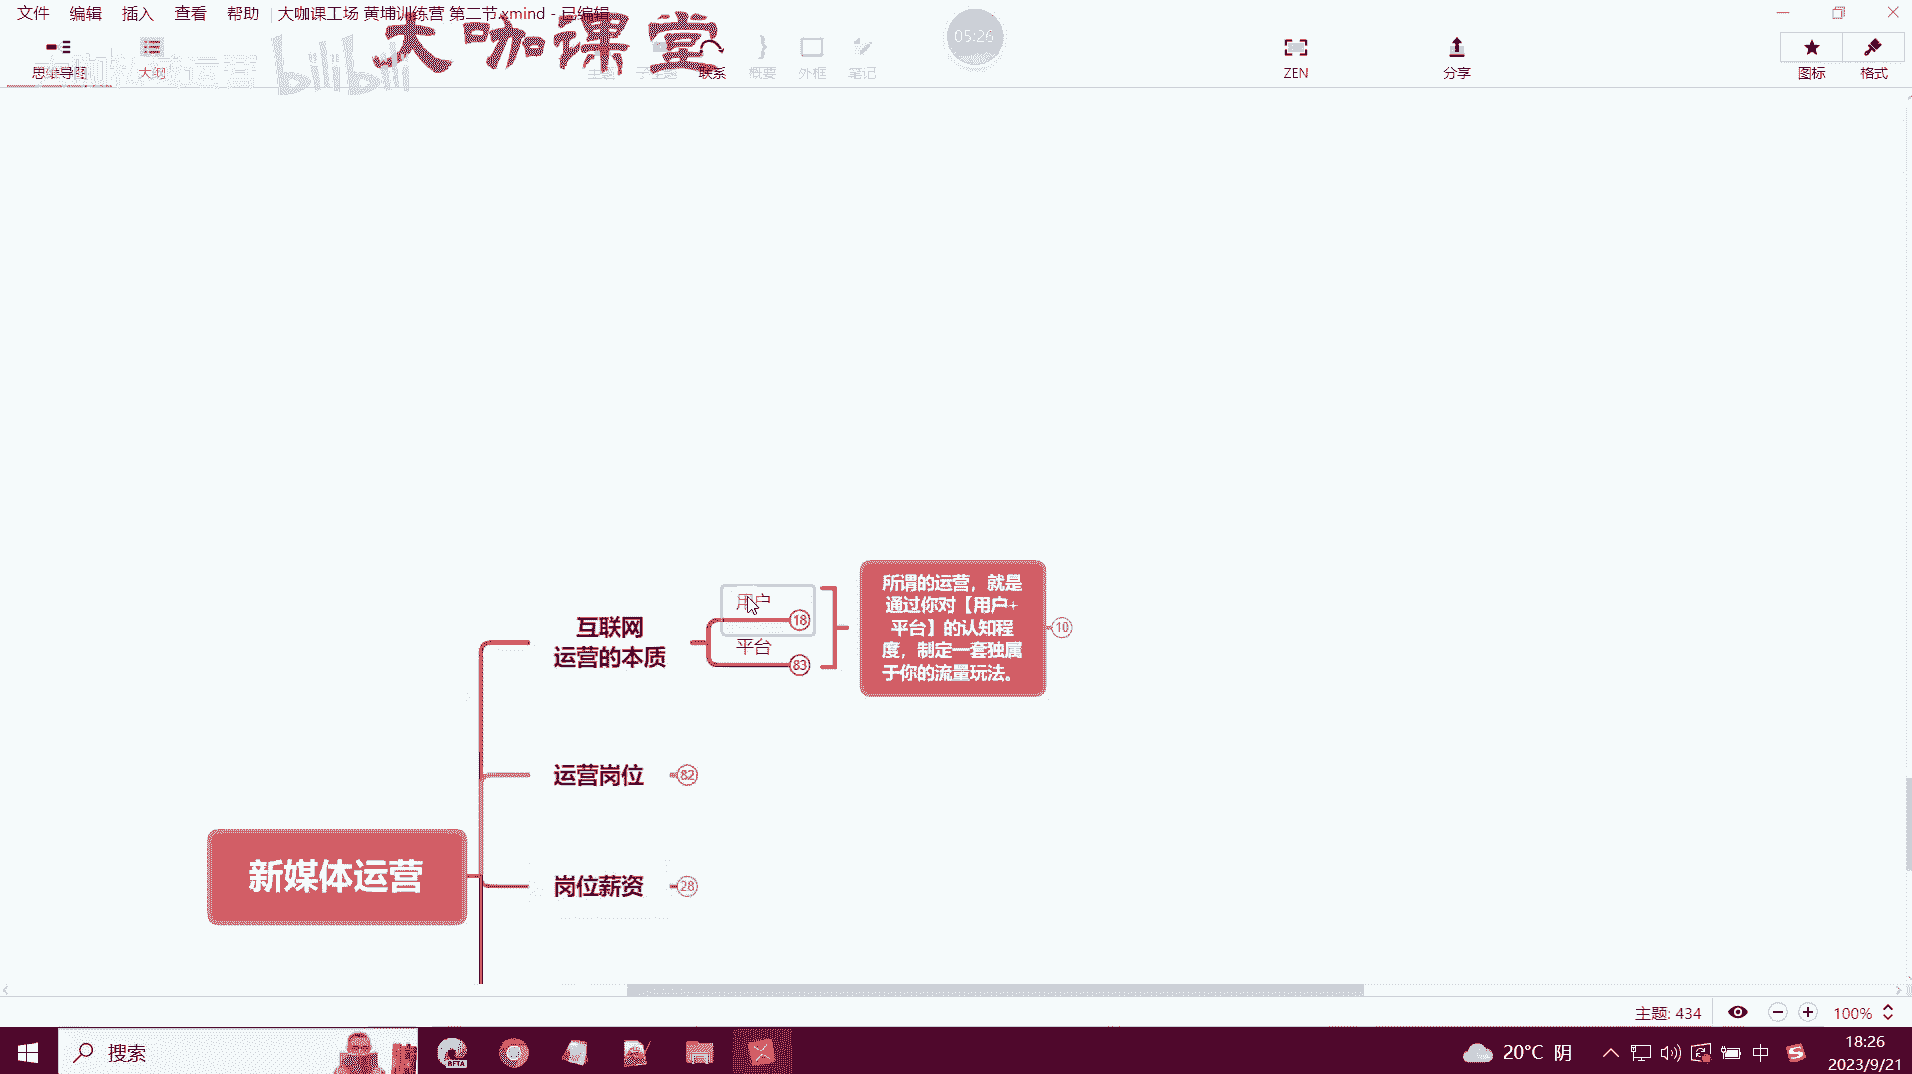 文件 编辑 插入 查看 帮助 大咖课工场 黄埔训练营 第二节.xmind - 已编辑
大咖课堂
bilibili
05:26
思维导图 大纲 主题 子主题 联系 概要 外框 笔记 ZEN 分享 图标 格式
用户
18
平台
83
互联网
运营的本质
所谓的运营，就是
通过你对【用户+
平台】的认知程
度，制定一套独属
于你的流量玩法。
10
运营岗位
82
新媒体运营
岗位薪资
28
主题: 434 100%
搜索
BETA
20°C 阴
中
18:26
2023/9/21